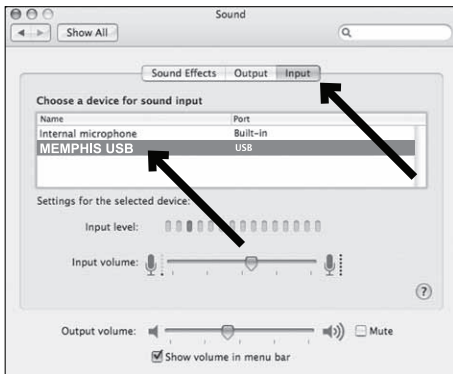 Sound
Show All
Sound Effects Output Input
Choose a device for sound input
Name Port
Internal microphone Built-in
MEMPHIS USB USB
Settings for the selected device:
Input level:
Input volume:
?
Output volume: Mute
Show volume in menu bar